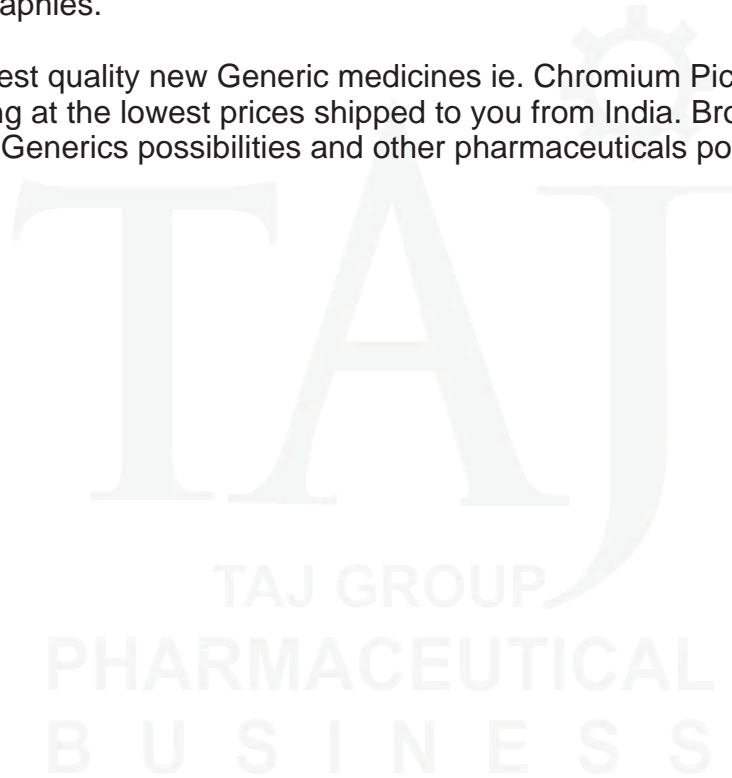 aphies.
est quality new Generic medicines ie. Chromium Pic
ng at the lowest prices shipped to you from India. Bro
Generics possibilities and other pharmaceuticals po
TAJ
TAJ GROUP
PHARMACEUTICAL
BUSINESS